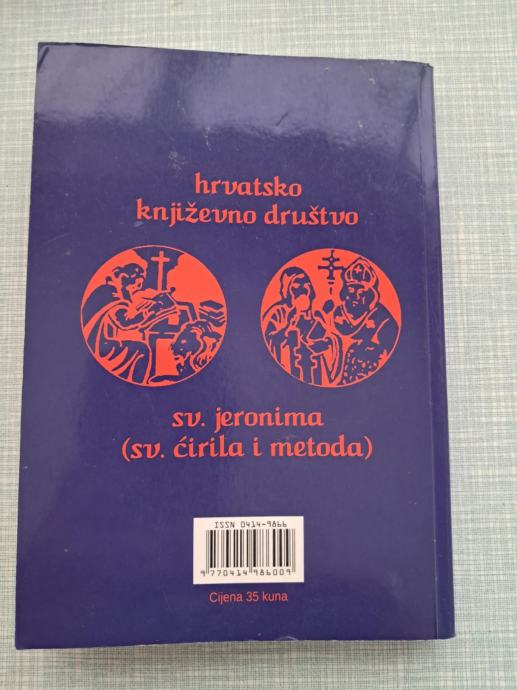 hrvatsko
književno društvo
sv. jeronima
(sv. ćirila i metoda)
ISSN 0414-9866
9 770414 986009
Cijena 35 kuna